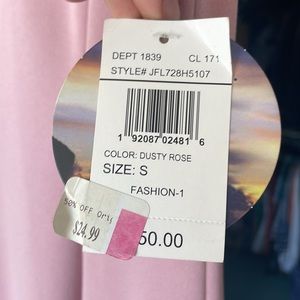 DEPT 1839 CL 171
STYLE# JFL728H5107
1 92087 02481 6
COLOR: DUSTY ROSE
SIZE: S
FASHION-1
50.00
50% OFF Orig
$24.99